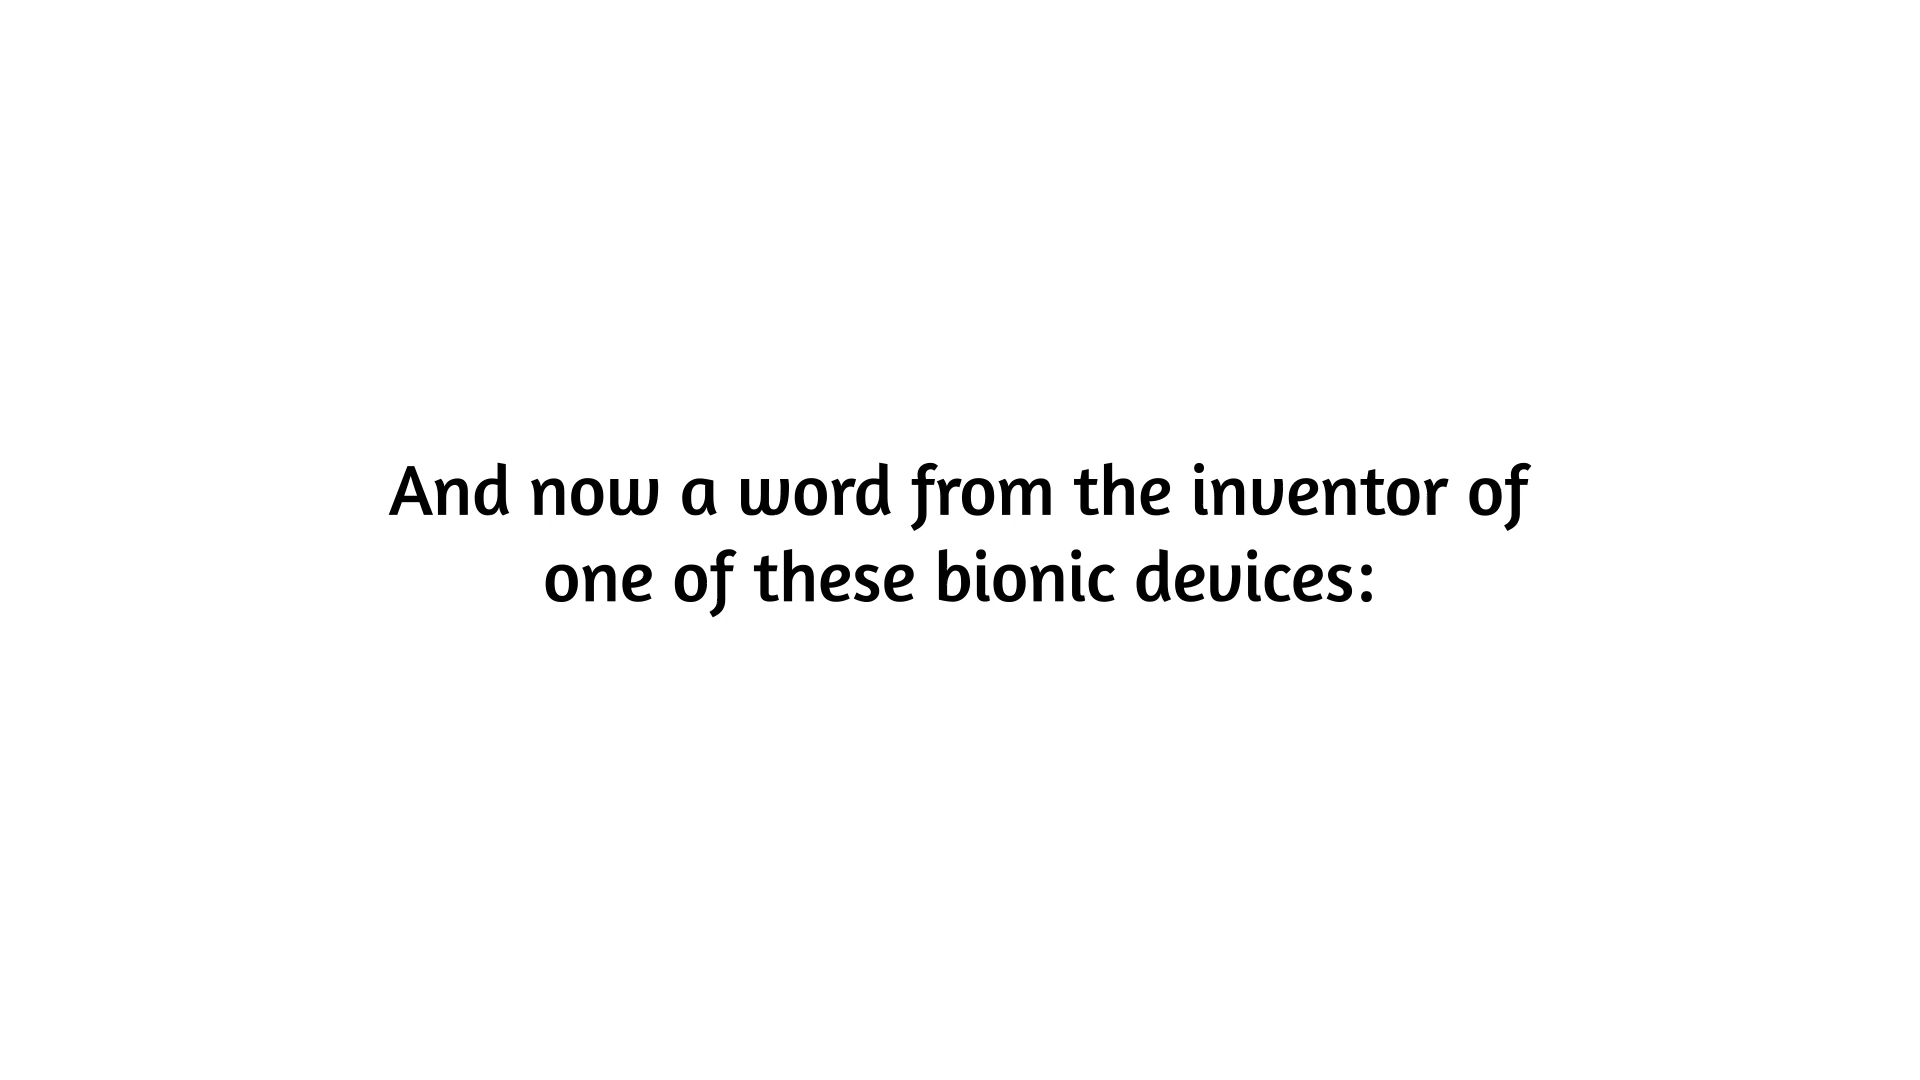 And now a word from the inventor of
one of these bionic devices: